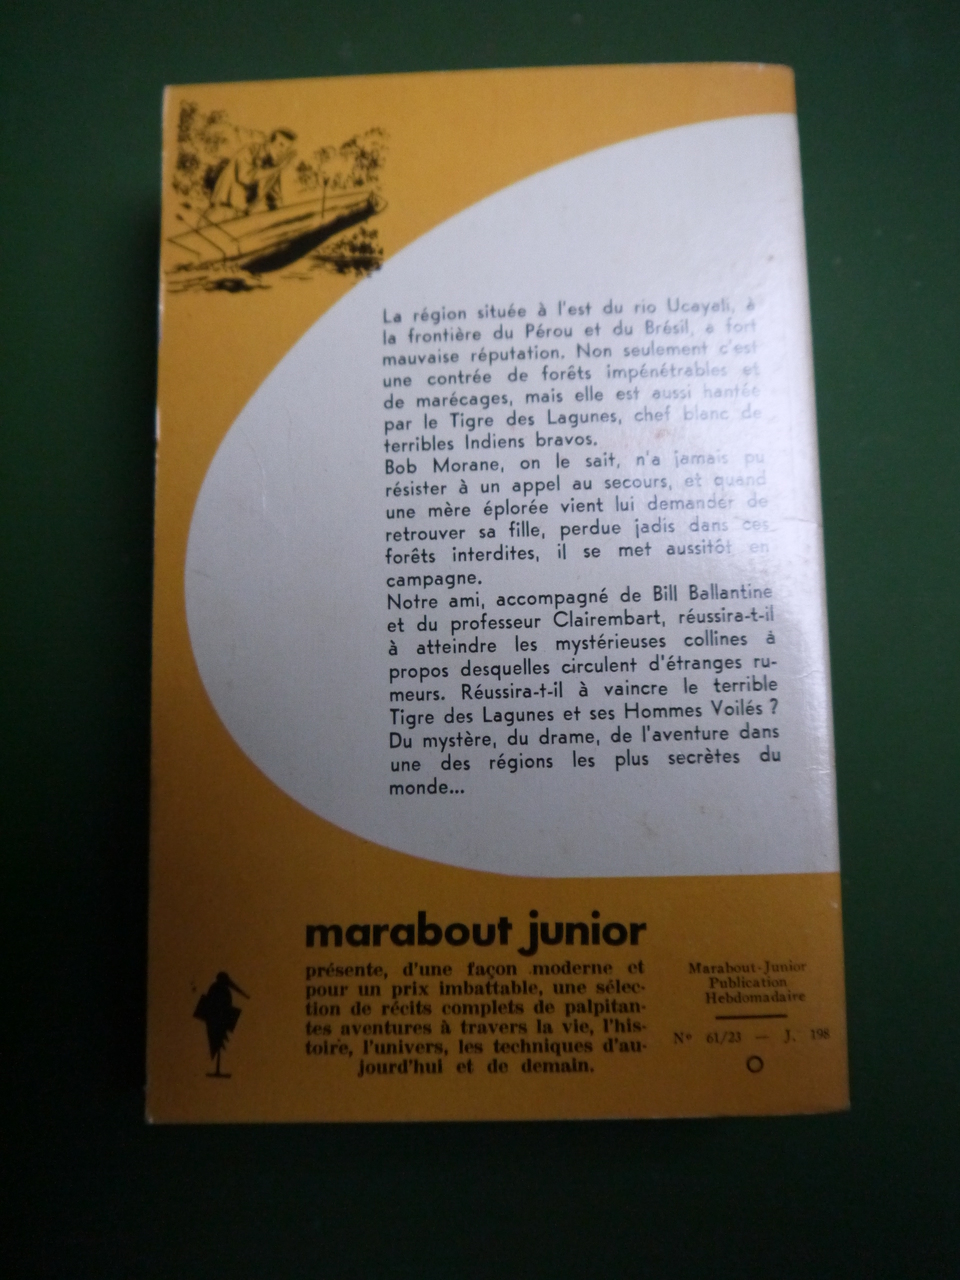 La région située à l'est du rio Ucayali, à
la frontière du Pérou et du Brésil, a fort
mauvaise réputation. Non seulement c'est
une contrée de forêts impénétrables et
de marécages, mais elle est aussi hantée
par le Tigre des Lagunes, chef blanc de
terribles Indiens bravos.
Bob Morane, on le sait, n'a jamais pu
résister à un appel au secours, et quand
une mère éplorée vient lui demander de
retrouver sa fille, perdue jadis dans ces
forêts interdites, il se met aussitôt en
campagne.
Notre ami, accompagné de Bill Ballantine
et du professeur Clairembart, réussira-t-il
à atteindre les mystérieuses collines à
propos desquelles circulent d'étranges ru-
meurs. Réussira-t-il à vaincre le terrible
Tigre des Lagunes et ses Hommes Voilés ?
Du mystère, du drame, de l'aventure dans
une des régions les plus secrètes du
monde...
marabout junior
présente, d'une façon moderne et
pour un prix imbattable, une sélec-
tion de récits complets de palpitan-
tes aventures à travers la vie, l'his-
toire, l'univers, les techniques d'au-
jourd'hui et de demain.
Marabout-Junior
Publication
Hebdomadaire
N° 61/23 — J. 198